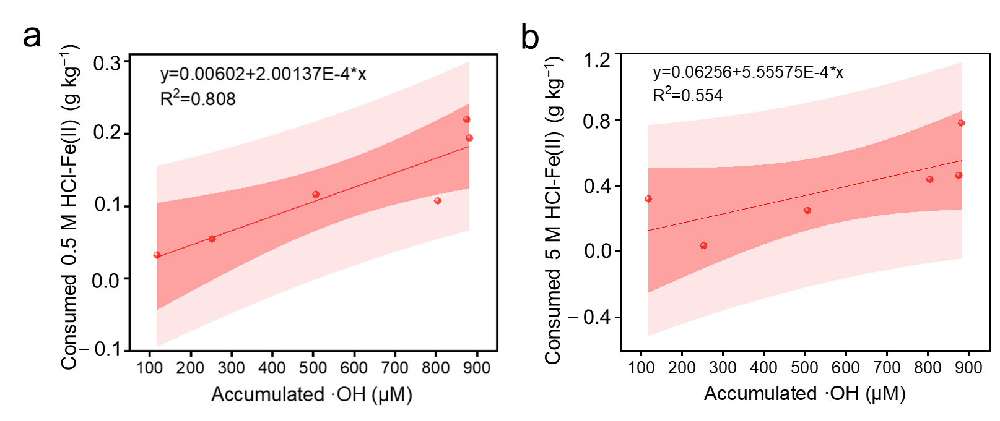 a
Consumed 0.5 M HCl-Fe(II) (g kg⁻¹)
y=0.00602+2.00137E-4*x
R²=0.808
0.3
0.2
0.1
0.0
−0.1
100 200 300 400 500 600 700 800 900
Accumulated ·OH (µM)
b
Consumed 5 M HCl-Fe(II) (g kg⁻¹)
y=0.06256+5.55575E-4*x
R²=0.554
1.2
0.8
0.4
0.0
−0.4
100 200 300 400 500 600 700 800 900
Accumulated ·OH (µM)